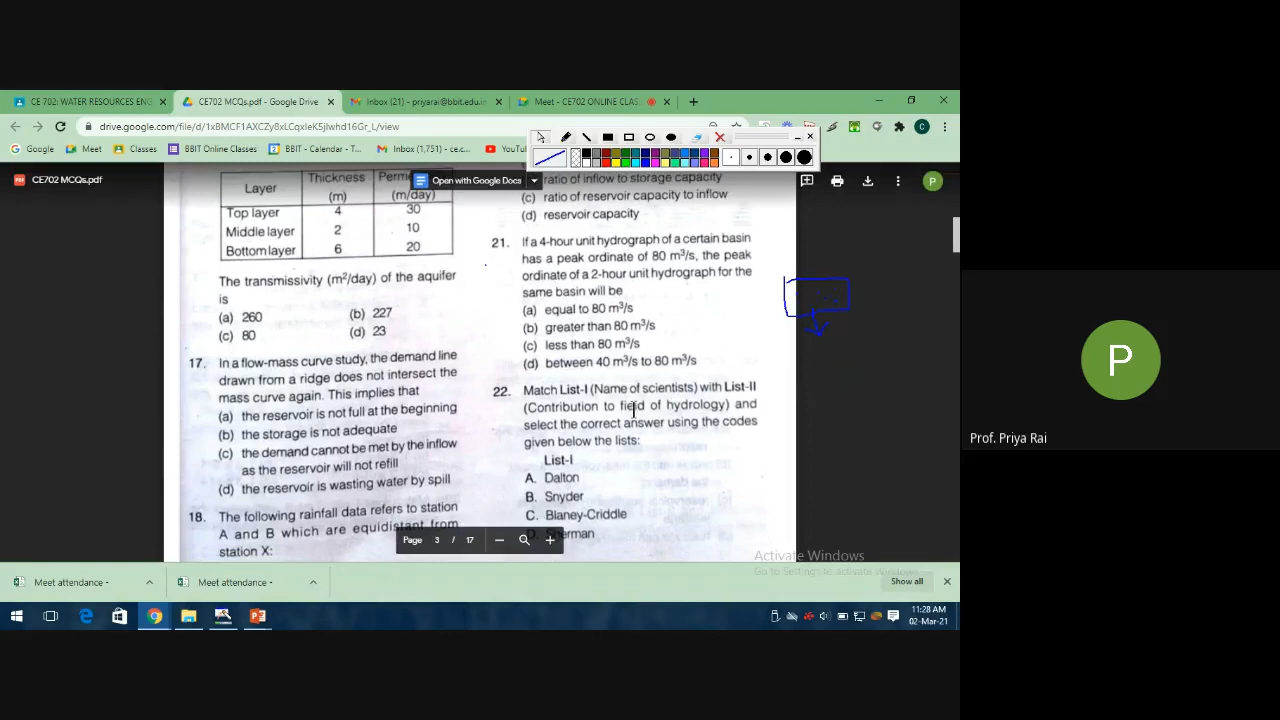 CE 702: WATER RESOURCES ENG
CE702 MCQs.pdf - Google Drive
Inbox (21) - priyarai@bbit.edu.in
Meet - CE702 ONLINE CLAS
drive.google.com/file/d/1x8MCF1AXCZy8xLCqxleK5jIwhd16Gr_L/view
Google
Meet
Classes
BBIT Online Classes
BBIT - Calendar - T...
Inbox (1,751) - ce.c...
YouTu
CE702 MCQs.pdf
Open with Google Docs
P
Layer
Thickness
(m)
(m/day)
Top layer 4 30
Middle layer 2 10
Bottom layer 6 20
The transmissivity (m²/day) of the aquifer
is
(a) 260 (b) 227
(c) 80 (d) 23
17. In a flow-mass curve study, the demand line
drawn from a ridge does not intersect the
mass curve again. This implies that
(a) the reservoir is not full at the beginning
(b) the storage is not adequate
(c) the demand cannot be met by the inflow
as the reservoir will not refill
(d) the reservoir is wasting water by spill
18. The following rainfall data refers to station
A and B which are equidistant from
station X:
ratio of inflow to storage capacity
(c) ratio of reservoir capacity to inflow
(d) reservoir capacity
21. If a 4-hour unit hydrograph of a certain basin
has a peak ordinate of 80 m³/s, the peak
ordinate of a 2-hour unit hydrograph for the
same basin will be
(a) equal to 80 m³/s
(b) greater than 80 m³/s
(c) less than 80 m³/s
(d) between 40 m³/s to 80 m³/s
22. Match List-I (Name of scientists) with List-II
(Contribution to field of hydrology) and
select the correct answer using the codes
given below the lists:
List-I
A. Dalton
B. Snyder
C. Blaney-Criddle
D. Sherman
Page 3 / 17
Activate Windows
Go to Settings to activate Windows.
Meet attendance -
Meet attendance -
Show all
11:28 AM
02-Mar-21
P
Prof. Priya Rai